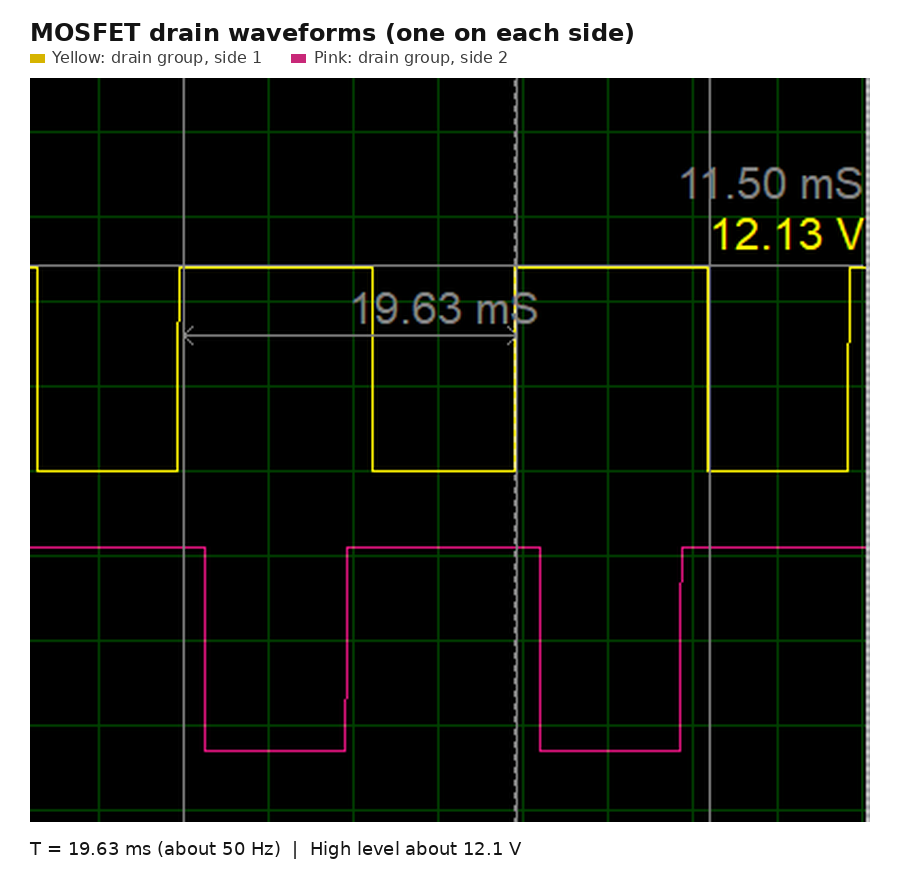 MOSFET drain waveforms (one on each side)
Yellow: drain group, side 1 Pink: drain group, side 2
11.50 mS
12.13 V
19.63 mS
T = 19.63 ms (about 50 Hz) | High level about 12.1 V